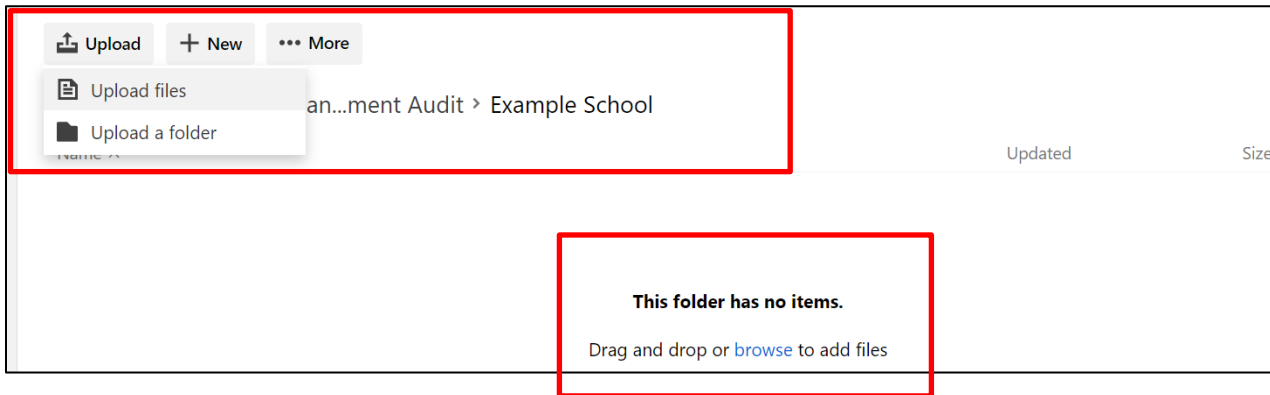 Upload + New ••• More
Upload files
an...ment Audit > Example School
Upload a folder
Name Updated Size
This folder has no items.
Drag and drop or browse to add files